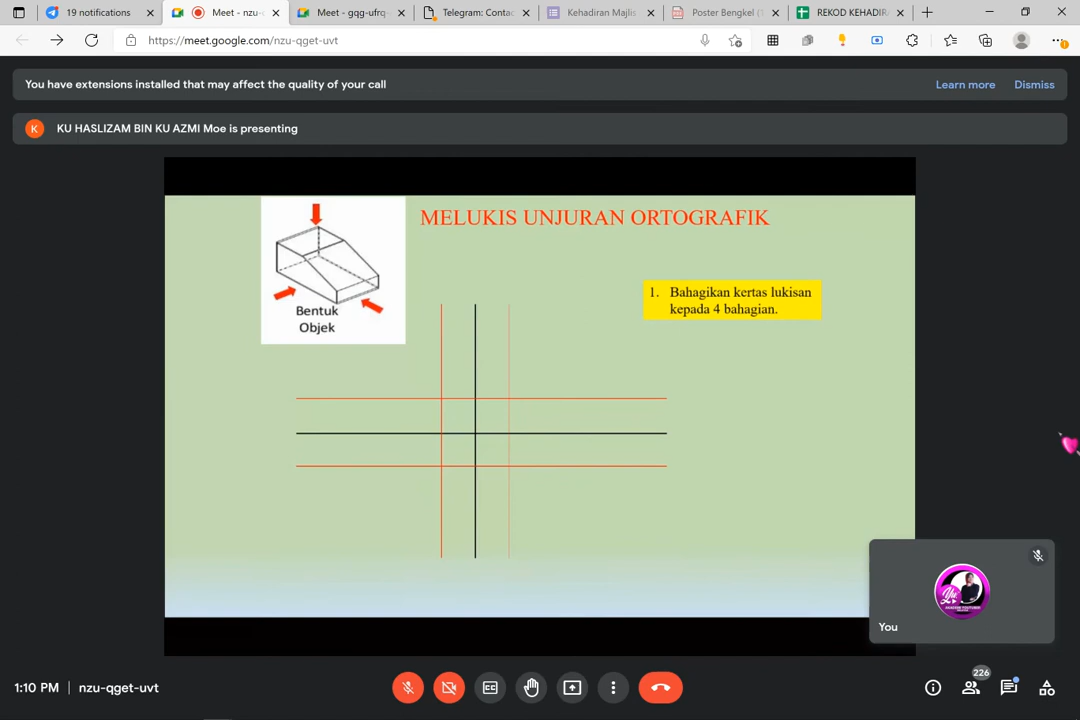 19 notifications
Meet - nzu-
Meet - gqg-ufrq-
Telegram: Contac
Kehadiran Majlis
Poster Bengkel (1
REKOD KEHADIRA
https://meet.google.com/nzu-qget-uvt
You have extensions installed that may affect the quality of your call
Learn more
Dismiss
K
KU HASLIZAM BIN KU AZMI Moe is presenting
MELUKIS UNJURAN ORTOGRAFIK
Bentuk
Objek
1. Bahagikan kertas lukisan
kepada 4 bahagian.
You
1:10 PM
nzu-qget-uvt
226